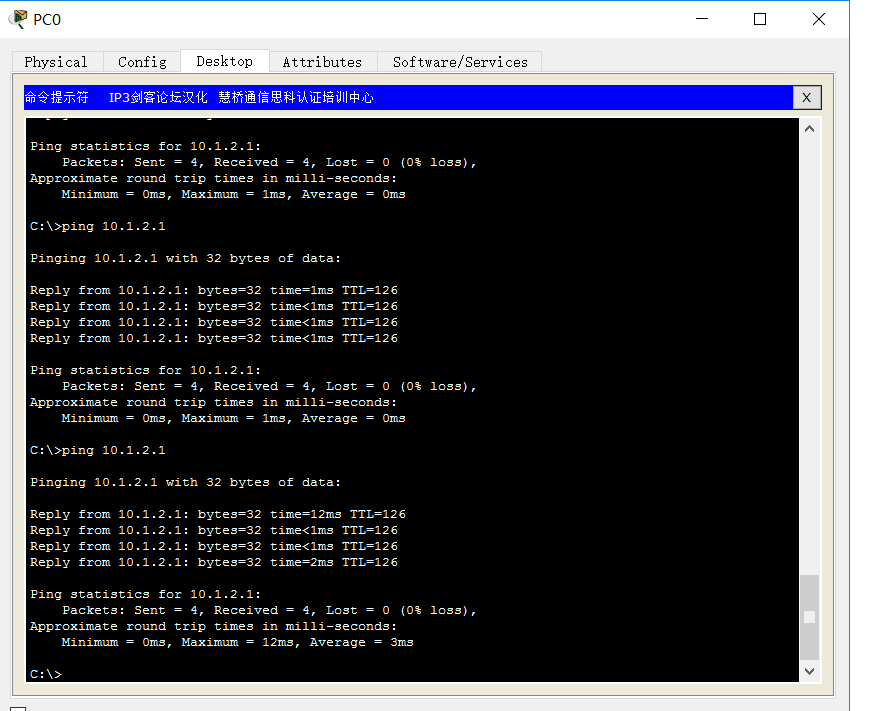 PC0
Physical Config Desktop Attributes Software/Services
命令提示符 IP3剑客论坛汉化 慧桥通信思科认证培训中心 X
Ping statistics for 10.1.2.1:
Packets: Sent = 4, Received = 4, Lost = 0 (0% loss),
Approximate round trip times in milli-seconds:
Minimum = 0ms, Maximum = 1ms, Average = 0ms
C:\>ping 10.1.2.1
Pinging 10.1.2.1 with 32 bytes of data:
Reply from 10.1.2.1: bytes=32 time=1ms TTL=126
Reply from 10.1.2.1: bytes=32 time<1ms TTL=126
Reply from 10.1.2.1: bytes=32 time<1ms TTL=126
Reply from 10.1.2.1: bytes=32 time<1ms TTL=126
Ping statistics for 10.1.2.1:
Packets: Sent = 4, Received = 4, Lost = 0 (0% loss),
Approximate round trip times in milli-seconds:
Minimum = 0ms, Maximum = 1ms, Average = 0ms
C:\>ping 10.1.2.1
Pinging 10.1.2.1 with 32 bytes of data:
Reply from 10.1.2.1: bytes=32 time=12ms TTL=126
Reply from 10.1.2.1: bytes=32 time<1ms TTL=126
Reply from 10.1.2.1: bytes=32 time<1ms TTL=126
Reply from 10.1.2.1: bytes=32 time=2ms TTL=126
Ping statistics for 10.1.2.1:
Packets: Sent = 4, Received = 4, Lost = 0 (0% loss),
Approximate round trip times in milli-seconds:
Minimum = 0ms, Maximum = 12ms, Average = 3ms
C:\>